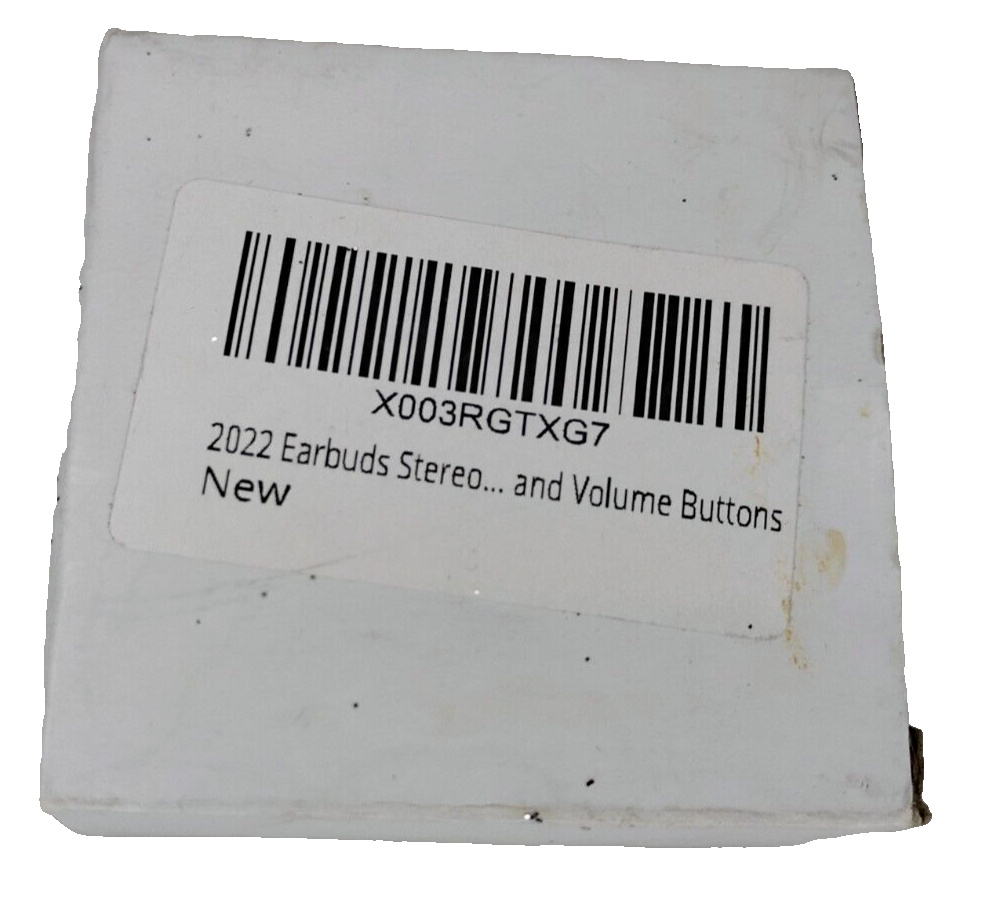 X003RGTXG7
2022 Earbuds Stereo... and Volume Buttons
New